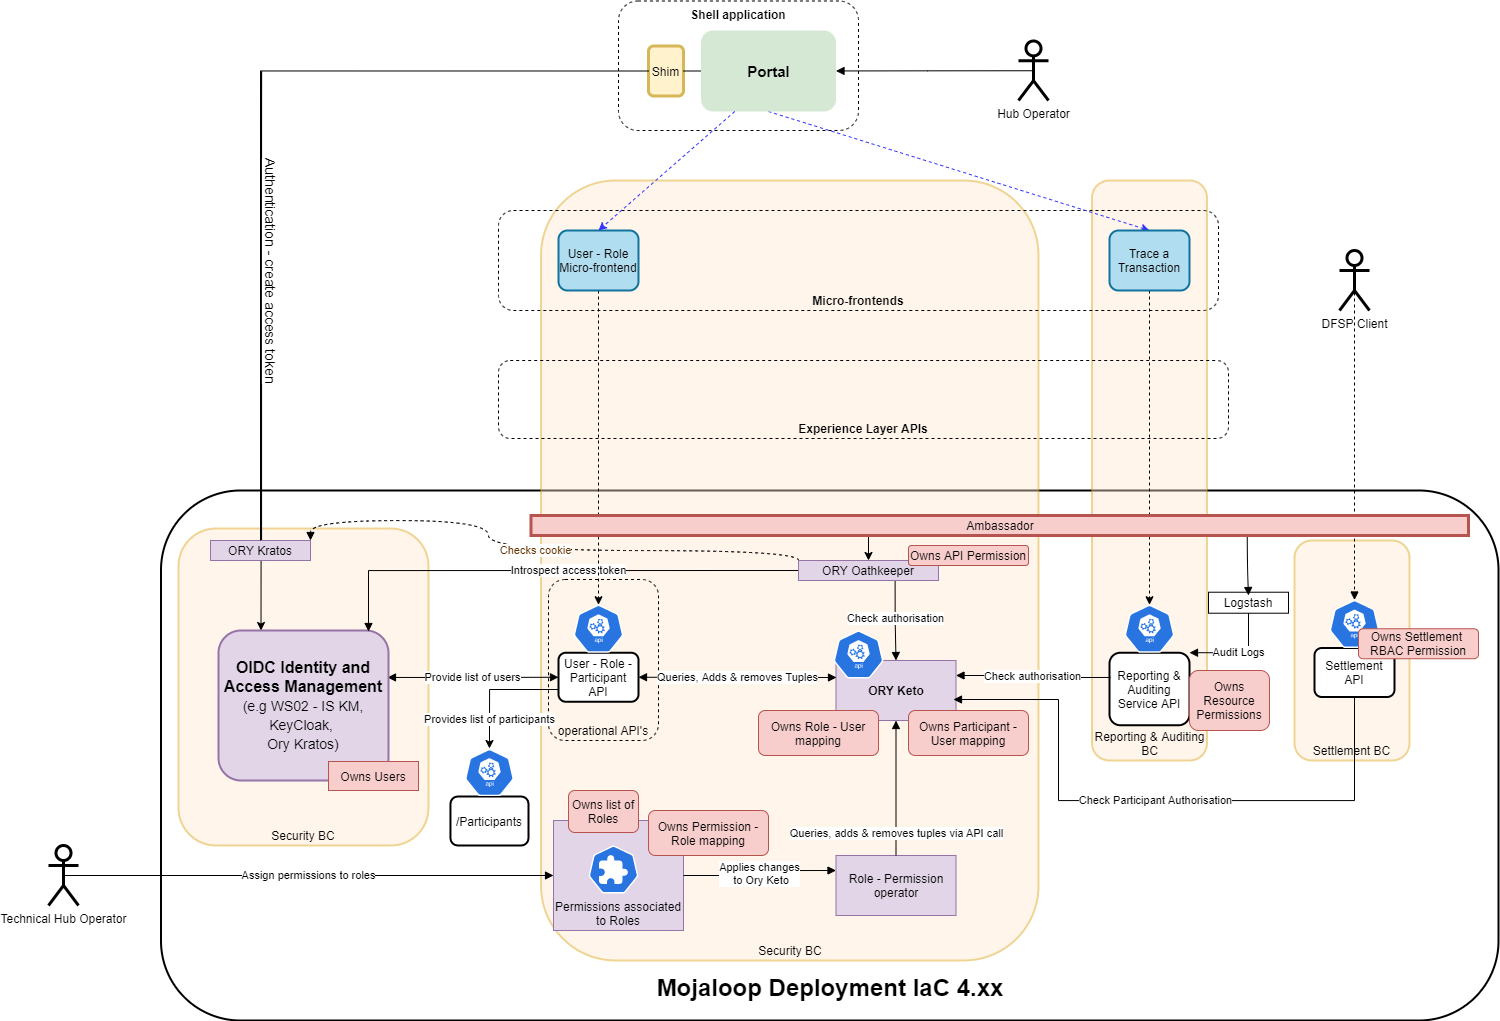 Shell application
Shim
Portal
Hub Operator
Authentication - create access token
User - Role
Micro-frontend
Trace a
Transaction
Micro-frontends
DFSP Client
Experience Layer APIs
Ambassador
ORY Kratos
Checks cookie
Owns API Permission
ORY Oathkeeper
Introspect access token
Check authorisation
Logstash
api
api
api
api
Owns Settlement
RBAC Permission
Audit Logs
OIDC Identity and
Access Management
(e.g WS02 - IS KM,
KeyCloak,
Ory Kratos)
Owns Users
Security BC
Provide list of users
User - Role -
Participant
API
operational API's
Queries, Adds & removes Tuples
ORY Keto
Check authorisation
Reporting &
Auditing
Service API
Owns
Resource
Permissions
Reporting & Auditing
BC
Settlement
API
Settlement BC
Provides list of participants
Owns Role - User
mapping
Owns Participant -
User mapping
api
/Participants
Check Participant Authorisation
Owns list of
Roles
Owns Permission -
Role mapping
Queries, adds & removes tuples via API call
Technical Hub Operator
Assign permissions to roles
Permissions associated
to Roles
Applies changes
to Ory Keto
Role - Permission
operator
Security BC
Mojaloop Deployment IaC 4.xx